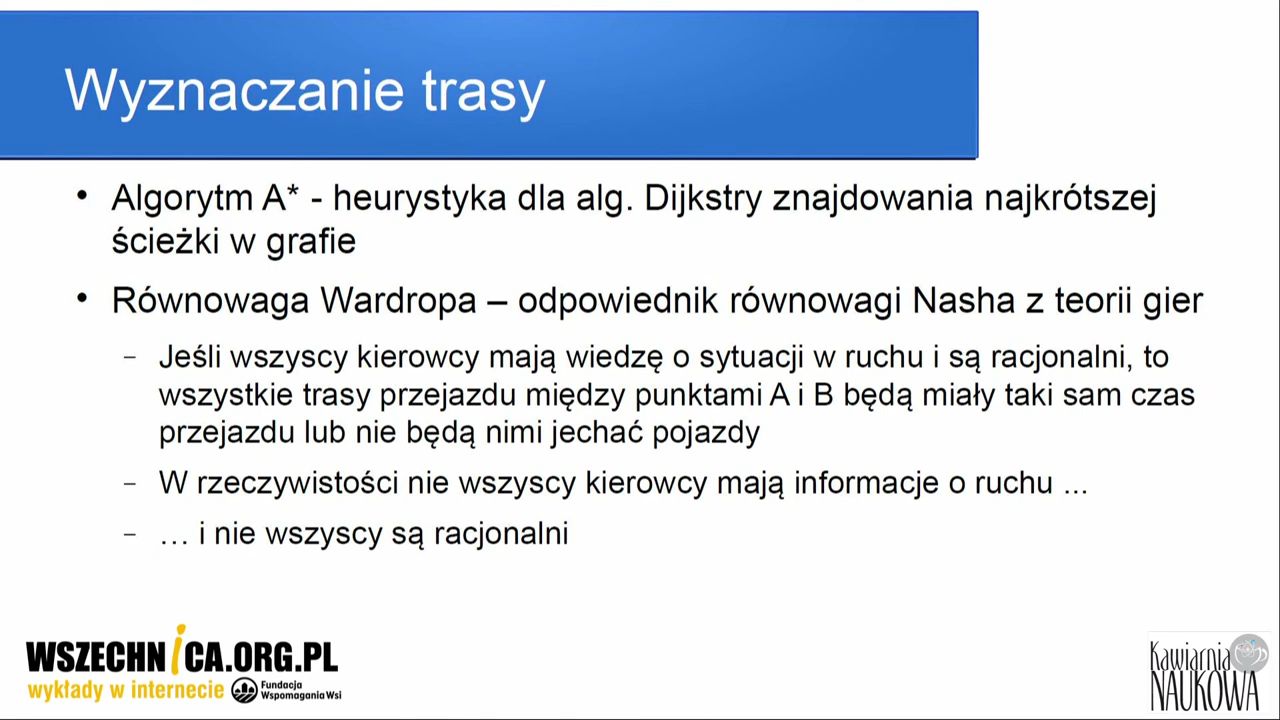 Wyznaczanie trasy
• Algorytm A* - heurystyka dla alg. Dijkstry znajdowania najkrótszej
ścieżki w grafie
• Równowaga Wardropa – odpowiednik równowagi Nasha z teorii gier
– Jeśli wszyscy kierowcy mają wiedzę o sytuacji w ruchu i są racjonalni, to
wszystkie trasy przejazdu między punktami A i B będą miały taki sam czas
przejazdu lub nie będą nimi jechać pojazdy
– W rzeczywistości nie wszyscy kierowcy mają informacje o ruchu ...
– … i nie wszyscy są racjonalni
WSZECHNiCA.ORG.PL
wykłady w internecie
Fundacja
Wspomagania Wsi
Kawiarnia
NAUKOWA